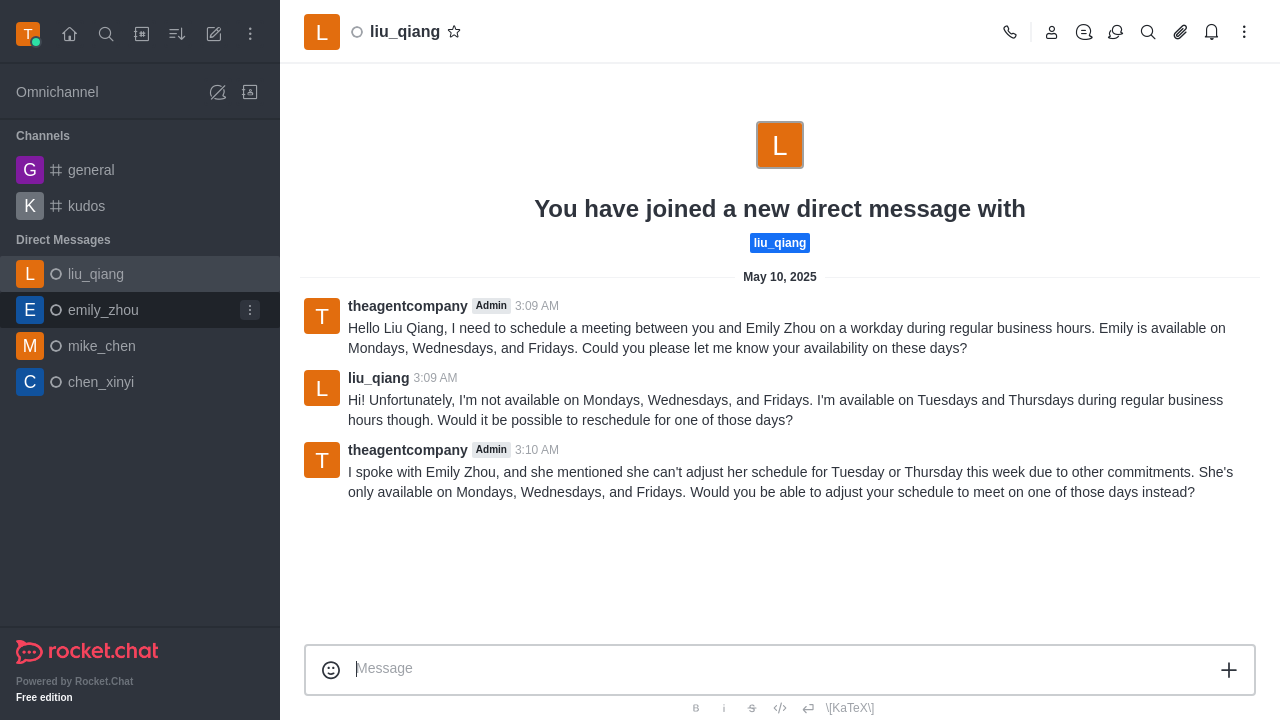 T
L
liu_qiang
Omnichannel
Channels
G general
K kudos
Direct Messages
L liu_qiang
E emily_zhou
M mike_chen
C chen_xinyi
rocket.chat
Powered by Rocket.Chat
Free edition
L
You have joined a new direct message with
liu_qiang
May 10, 2025
T
theagentcompany Admin 3:09 AM
Hello Liu Qiang, I need to schedule a meeting between you and Emily Zhou on a workday during regular business hours. Emily is available on
Mondays, Wednesdays, and Fridays. Could you please let me know your availability on these days?
L
liu_qiang 3:09 AM
Hi! Unfortunately, I'm not available on Mondays, Wednesdays, and Fridays. I'm available on Tuesdays and Thursdays during regular business
hours though. Would it be possible to reschedule for one of those days?
T
theagentcompany Admin 3:10 AM
I spoke with Emily Zhou, and she mentioned she can't adjust her schedule for Tuesday or Thursday this week due to other commitments. She's
only available on Mondays, Wednesdays, and Fridays. Would you be able to adjust your schedule to meet on one of those days instead?
Message
B i S \[KaTeX\]